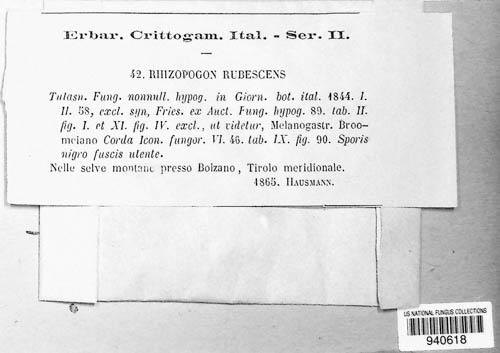 Erbar. Crittogam. Ital. - Ser. II.
42. RHIZOPOGON RUBESCENS
Tulasn. Fung. nonnull. hypog. in Giorn. bot. ital. 1844. I.
II. 58, excl. syn, Fries. ex Auct. Fung. hypog. 89. tab. II.
fig. I. et XI. fig. IV. excl., ut videtur, Melanogastr. Broo-
meiano Corda Icon. fungor. VI. 46. tab. IX. fig. 90. Sporis
nigro fuscis utente.
Nelle selve montane presso Bolzano, Tirolo meridionale.
1865. HAUSMANN.
US NATIONAL FUNGUS COLLECTIONS
940618